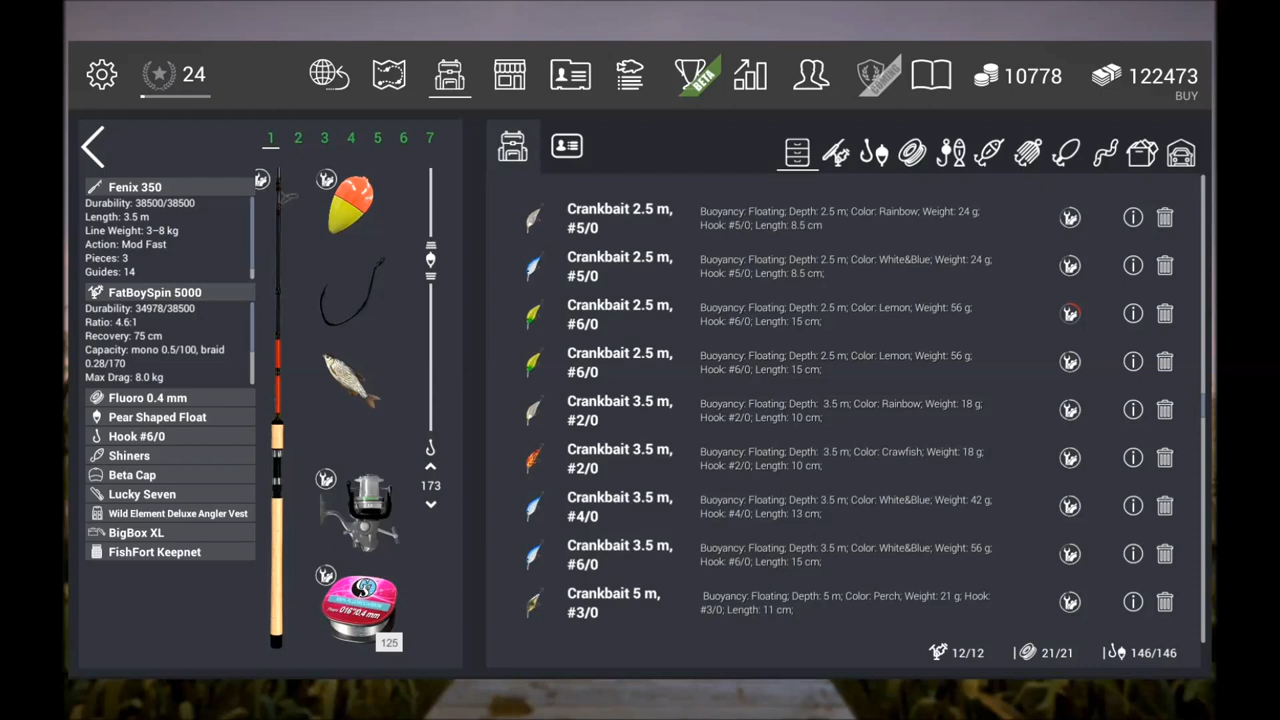 24
BETA
10778
122473
BUY
1 2 3 4 5 6 7
Fenix 350
Durability: 38500/38500
Length: 3.5 m
Line Weight: 3–8 kg
Action: Mod Fast
Pieces: 3
Guides: 14
FatBoySpin 5000
Durability: 34978/38500
Ratio: 4.6:1
Recovery: 75 cm
Capacity: mono 0.5/100, braid
0.28/170
Max Drag: 8.0 kg
Fluoro 0.4 mm
Pear Shaped Float
Hook #6/0
Shiners
Beta Cap
Lucky Seven
Wild Element Deluxe Angler Vest
BigBox XL
FishFort Keepnet
173
.016"/0.4 mm
125
Crankbait 2.5 m,
#5/0
Buoyancy: Floating; Depth: 2.5 m; Color: Rainbow; Weight: 24 g;
Hook: #5/0; Length: 8.5 cm
Crankbait 2.5 m,
#5/0
Buoyancy: Floating; Depth: 2.5 m; Color: White&Blue; Weight: 24 g;
Hook: #5/0; Length: 8.5 cm;
Crankbait 2.5 m,
#6/0
Buoyancy: Floating; Depth: 2.5 m; Color: Lemon; Weight: 56 g;
Hook: #6/0; Length: 15 cm;
Crankbait 2.5 m,
#6/0
Buoyancy: Floating; Depth: 2.5 m; Color: Lemon; Weight: 56 g;
Hook: #6/0; Length: 15 cm;
Crankbait 3.5 m,
#2/0
Buoyancy: Floating; Depth: 3.5 m; Color: Rainbow; Weight: 18 g;
Hook: #2/0; Length: 10 cm;
Crankbait 3.5 m,
#2/0
Buoyancy: Floating; Depth: 3.5 m; Color: Crawfish; Weight: 18 g;
Hook: #2/0; Length: 10 cm;
Crankbait 3.5 m,
#4/0
Buoyancy: Floating; Depth: 3.5 m; Color: White&Blue; Weight: 42 g;
Hook: #4/0; Length: 13 cm;
Crankbait 3.5 m,
#6/0
Buoyancy: Floating; Depth: 3.5 m; Color: White&Blue; Weight: 56 g;
Hook: #6/0; Length: 15 cm;
Crankbait 5 m,
#3/0
Buoyancy: Floating; Depth: 5 m; Color: Perch; Weight: 21 g; Hook:
#3/0; Length: 11 cm;
12/12 | 21/21 | 146/146